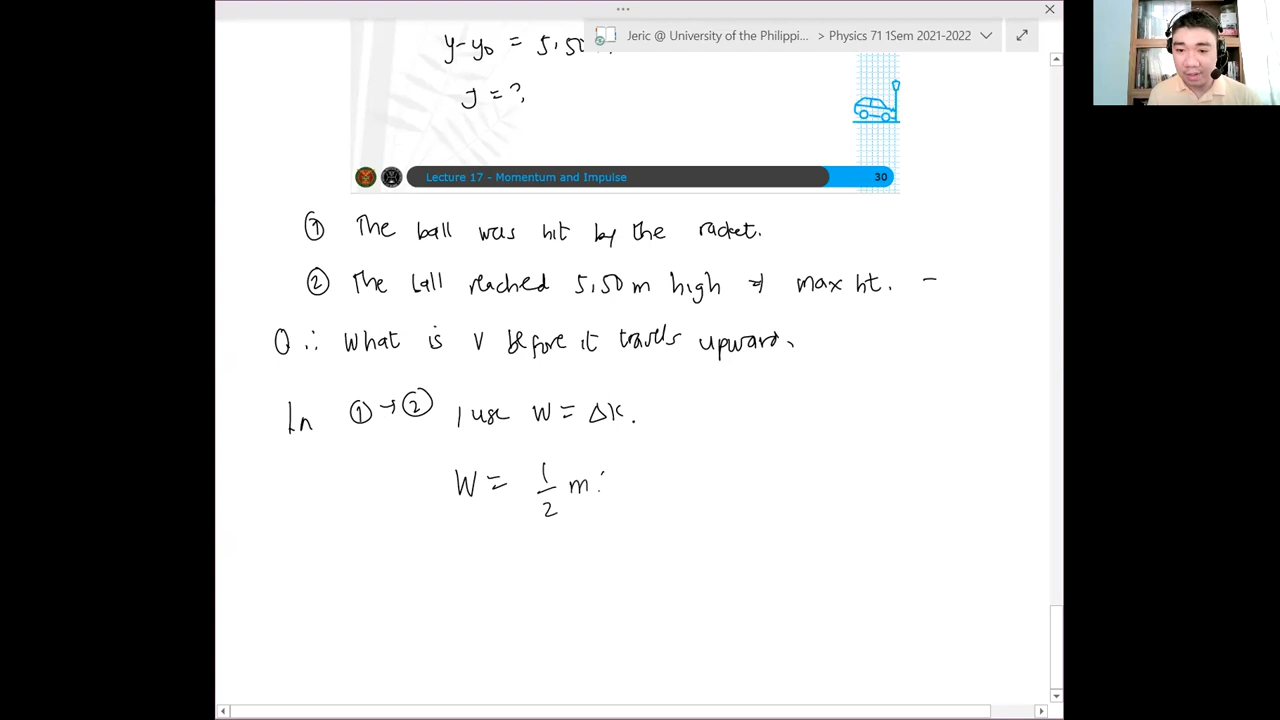 y-y₀ = 5.50
Jeric @ University of the Philippi... > Physics 71 1Sem 2021-2022
J = ?
Lecture 17 - Momentum and Impulse
30
① The ball was hit by the racket.
② The ball reached 5.50 m high ⇒ max ht. –
Q ∴ What is v before it travels upward.
In ① → ② I use W = ΔK.
W = 1/2 m